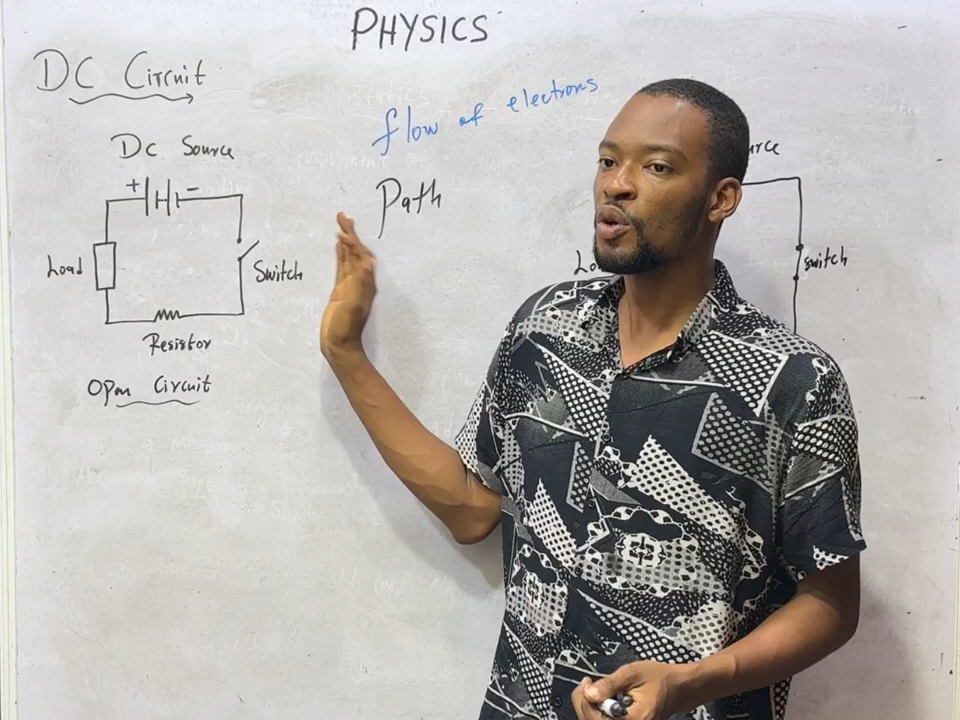 PHYSICS
DC Circuit
flow of electrons
DC Source
+ -
Path
Load
Switch
Resistor
Open Circuit
switch